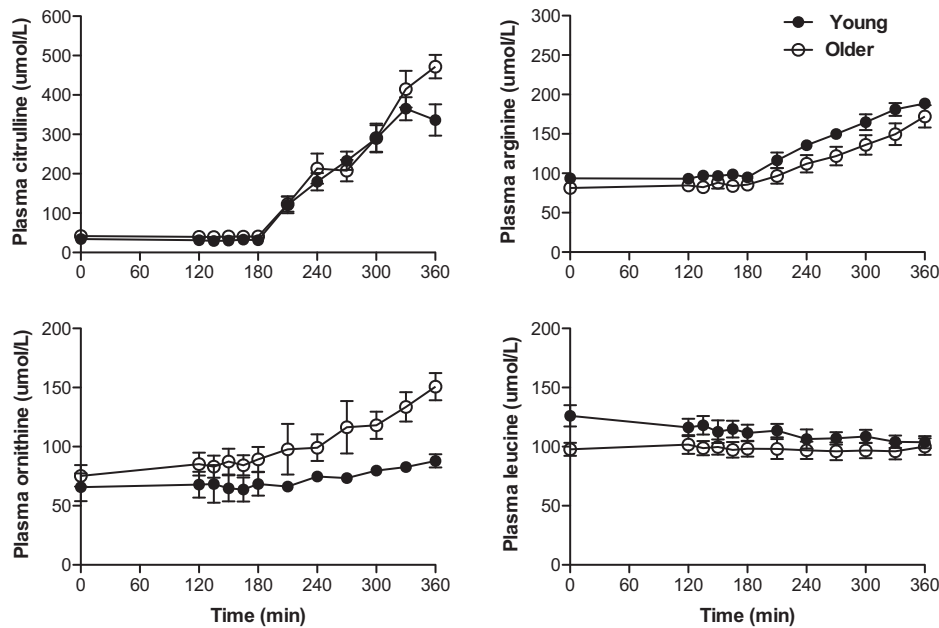 Plasma citrulline (umol/L)
600
500
400
300
200
100
0
0 60 120 180 240 300 360
Plasma arginine (umol/L)
300
250
200
150
100
50
0
0 60 120 180 240 300 360
Young
Older
Plasma ornithine (umol/L)
200
150
100
50
0
0 60 120 180 240 300 360
Time (min)
Plasma leucine (umol/L)
200
150
100
50
0
0 60 120 180 240 300 360
Time (min)